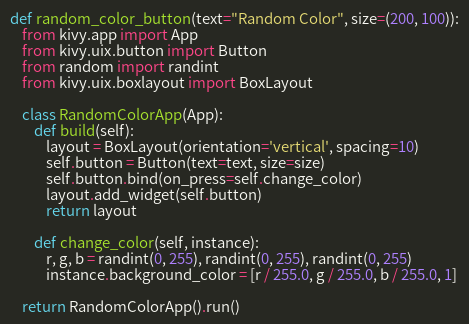 def random_color_button(text="Random Color", size=(200, 100)):
    from kivy.app import App
    from kivy.uix.button import Button
    from random import randint
    from kivy.uix.boxlayout import BoxLayout

    class RandomColorApp(App):
        def build(self):
            layout = BoxLayout(orientation='vertical', spacing=10)
            self.button = Button(text=text, size=size)
            self.button.bind(on_press=self.change_color)
            layout.add_widget(self.button)
            return layout

        def change_color(self, instance):
            r, g, b = randint(0, 255), randint(0, 255), randint(0, 255)
            instance.background_color = [r / 255.0, g / 255.0, b / 255.0, 1]

    return RandomColorApp().run()